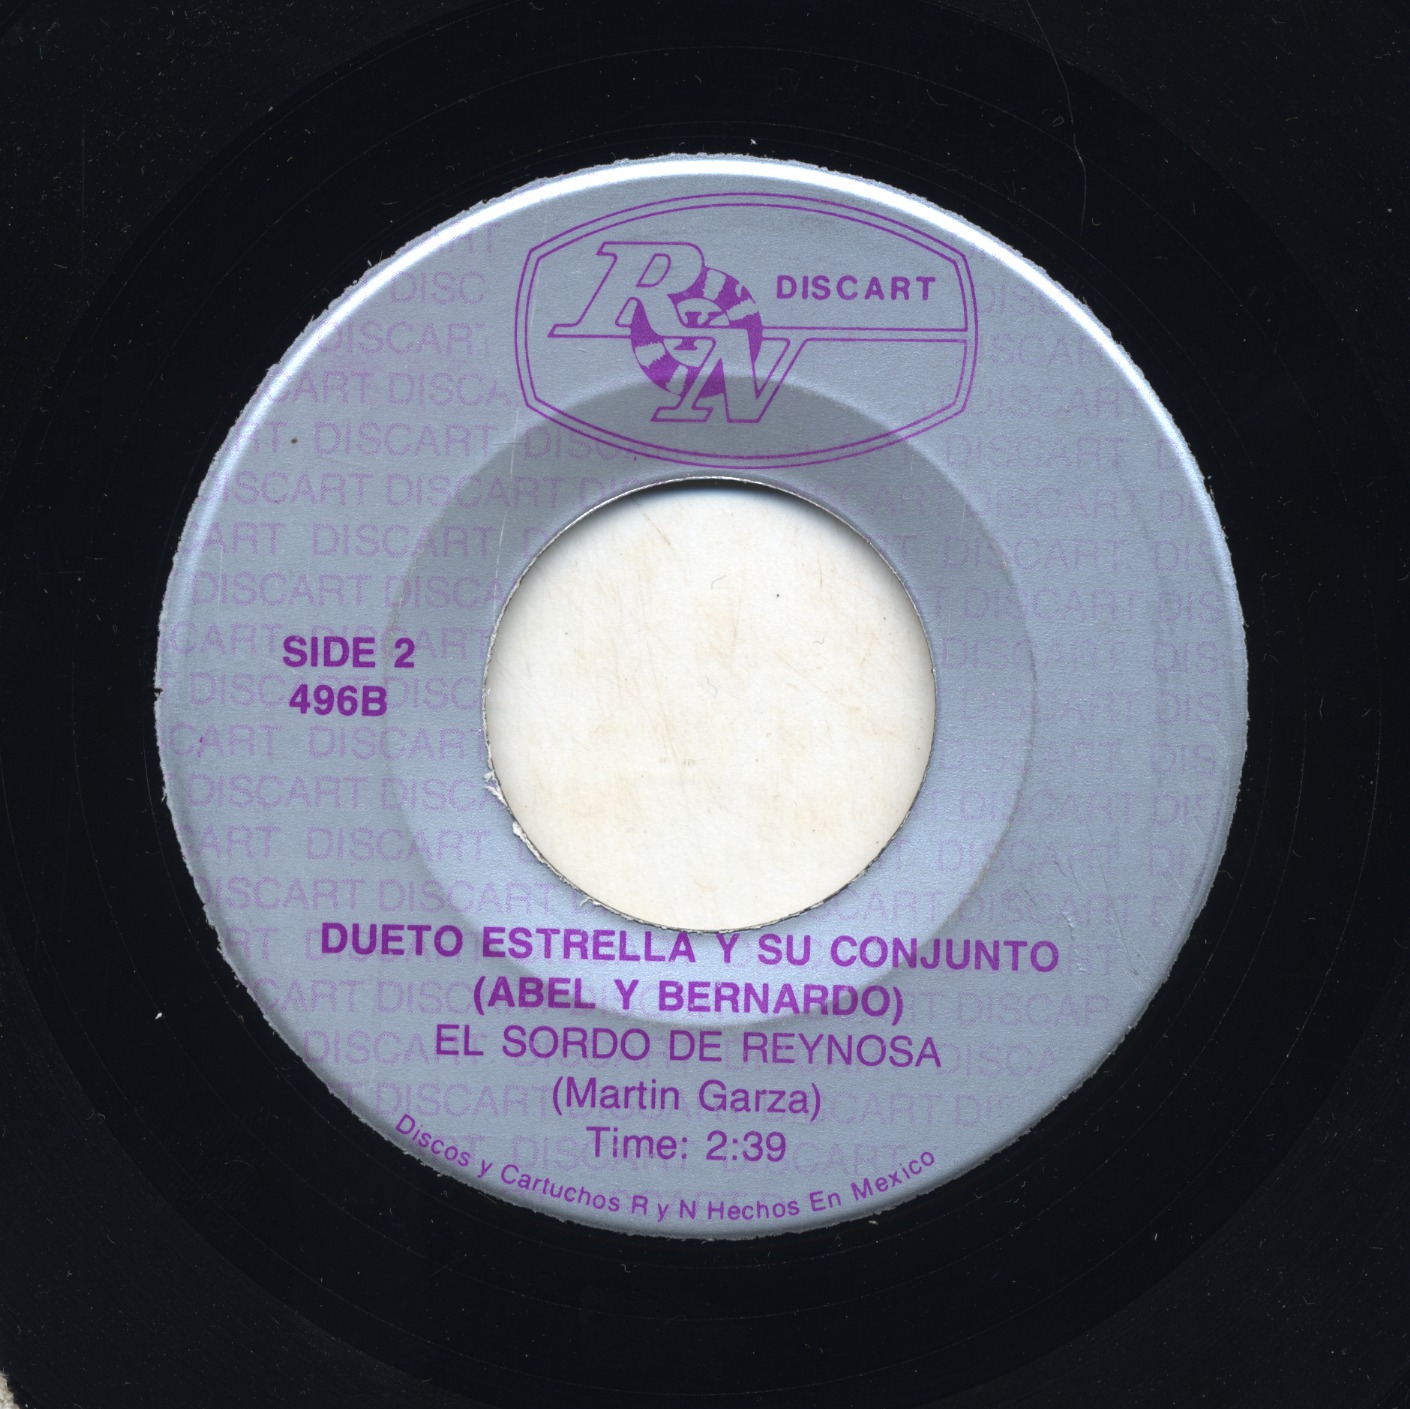 R Y N
DISCART
SIDE 2
496B
DUETO ESTRELLA Y SU CONJUNTO
(ABEL Y BERNARDO)
EL SORDO DE REYNOSA
(Martin Garza)
Time: 2:39
Discos y Cartuchos R y N Hechos En Mexico